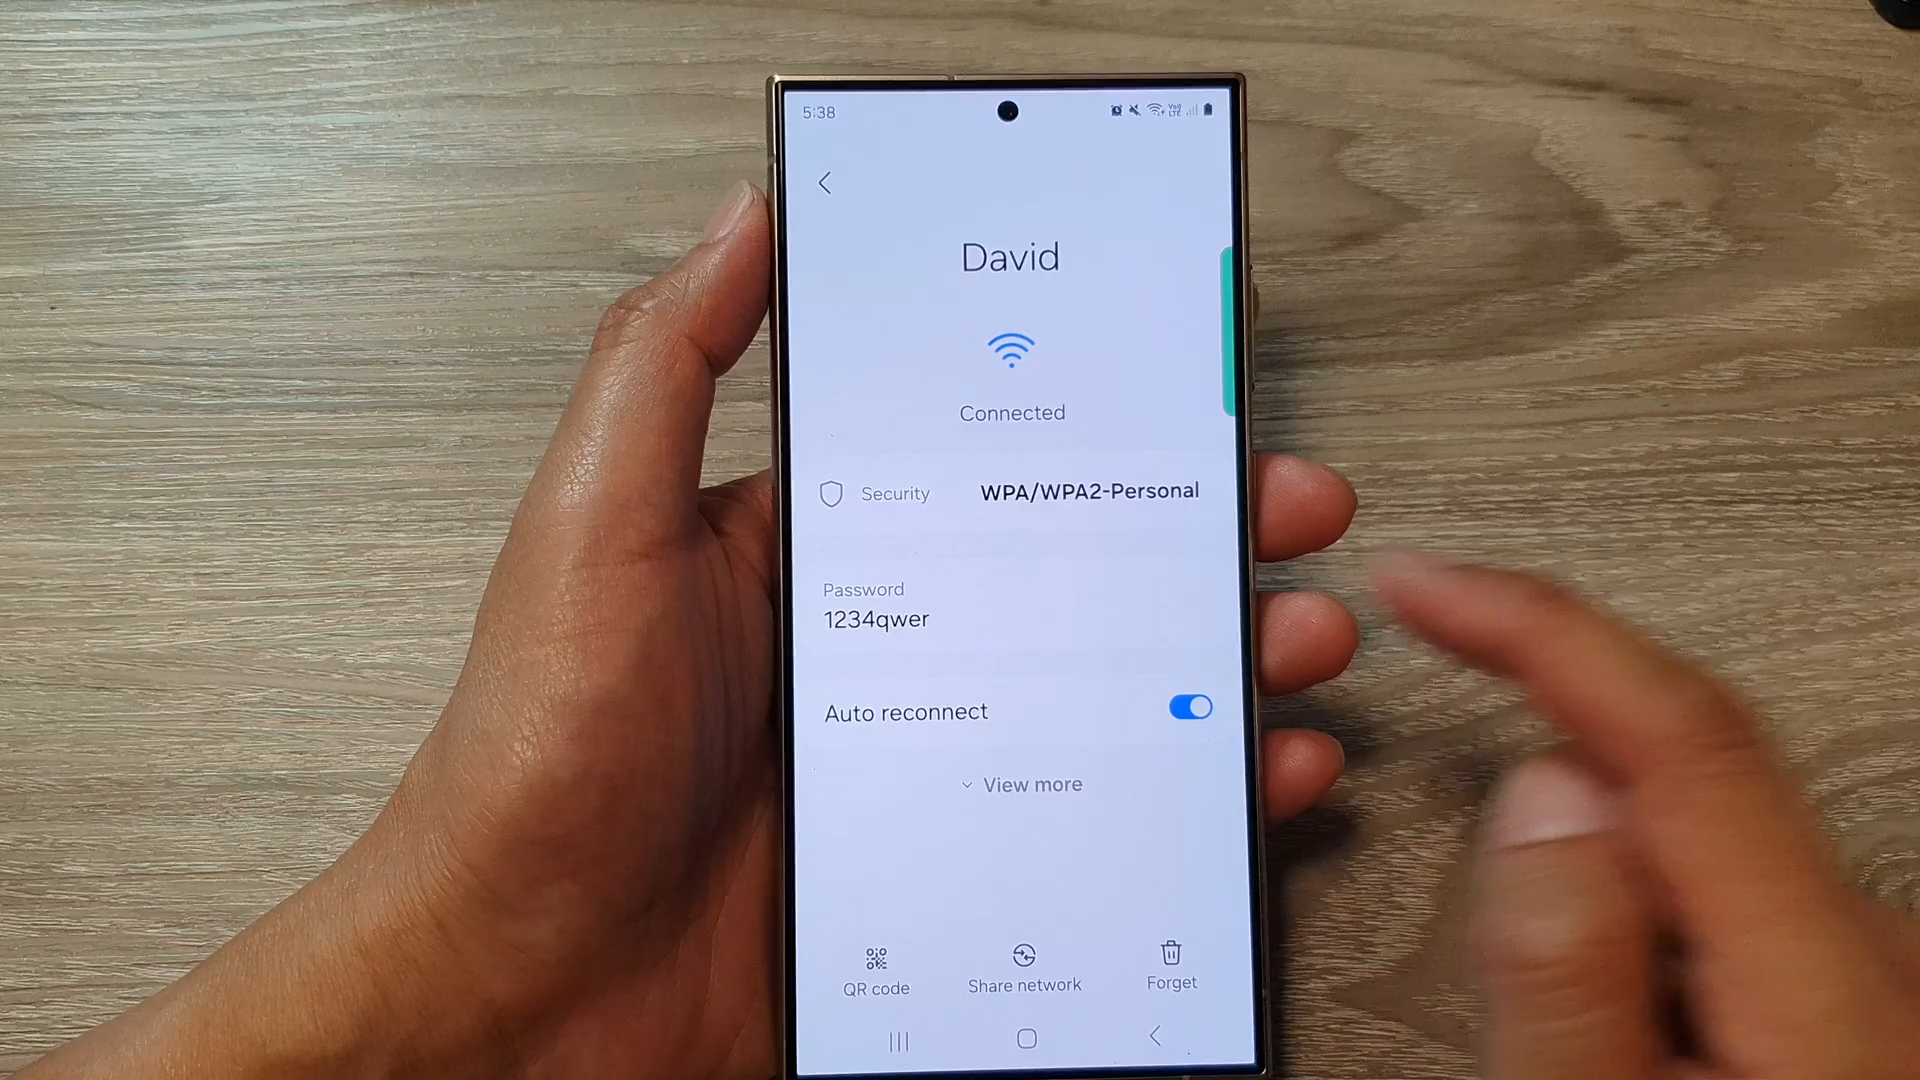 5:38
David
Connected
Security WPA/WPA2-Personal
Password
1234qwer
Auto reconnect
View more
QR code Share network Forget